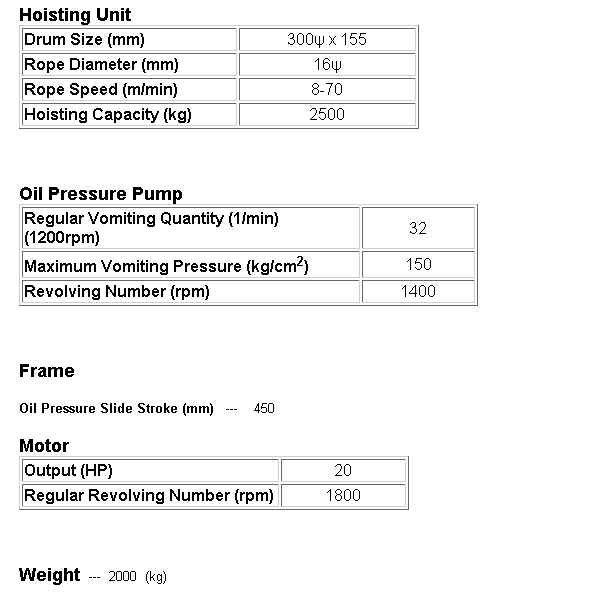 Hoisting Unit
Drum Size (mm) 300ψ x 155
Rope Diameter (mm) 16ψ
Rope Speed (m/min) 8-70
Hoisting Capacity (kg) 2500
Oil Pressure Pump
Regular Vomiting Quantity (1/min)
(1200rpm) 32
Maximum Vomiting Pressure (kg/cm²) 150
Revolving Number (rpm) 1400
Frame
Oil Pressure Slide Stroke (mm) --- 450
Motor
Output (HP) 20
Regular Revolving Number (rpm) 1800
Weight --- 2000 (kg)